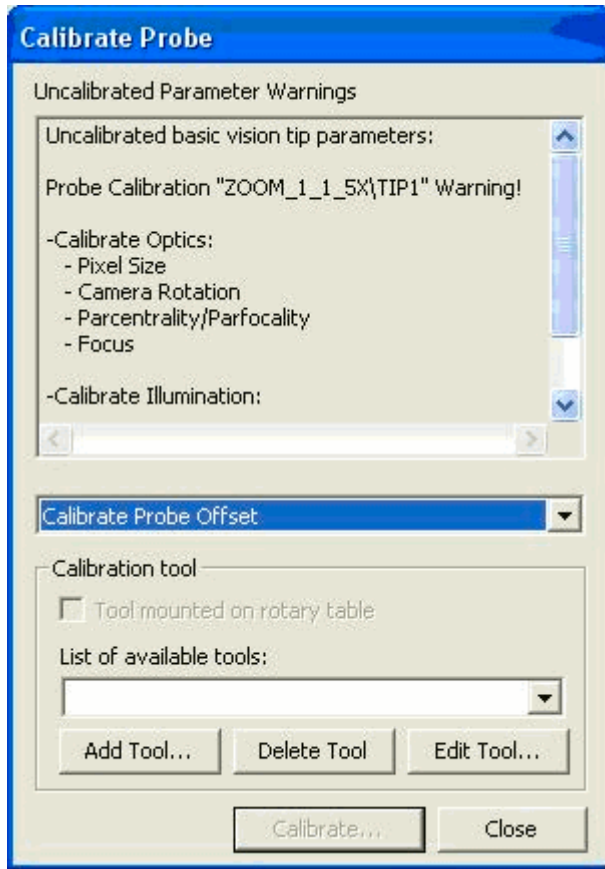 Calibrate Probe
Uncalibrated Parameter Warnings
Uncalibrated basic vision tip parameters:
Probe Calibration "ZOOM_1_1_5X\TIP1" Warning!
-Calibrate Optics:
- Pixel Size
- Camera Rotation
- Parcentrality/Parfocality
- Focus
-Calibrate Illumination:
Calibrate Probe Offset
Calibration tool
Tool mounted on rotary table
List of available tools:
Add Tool... Delete Tool Edit Tool...
Calibrate... Close